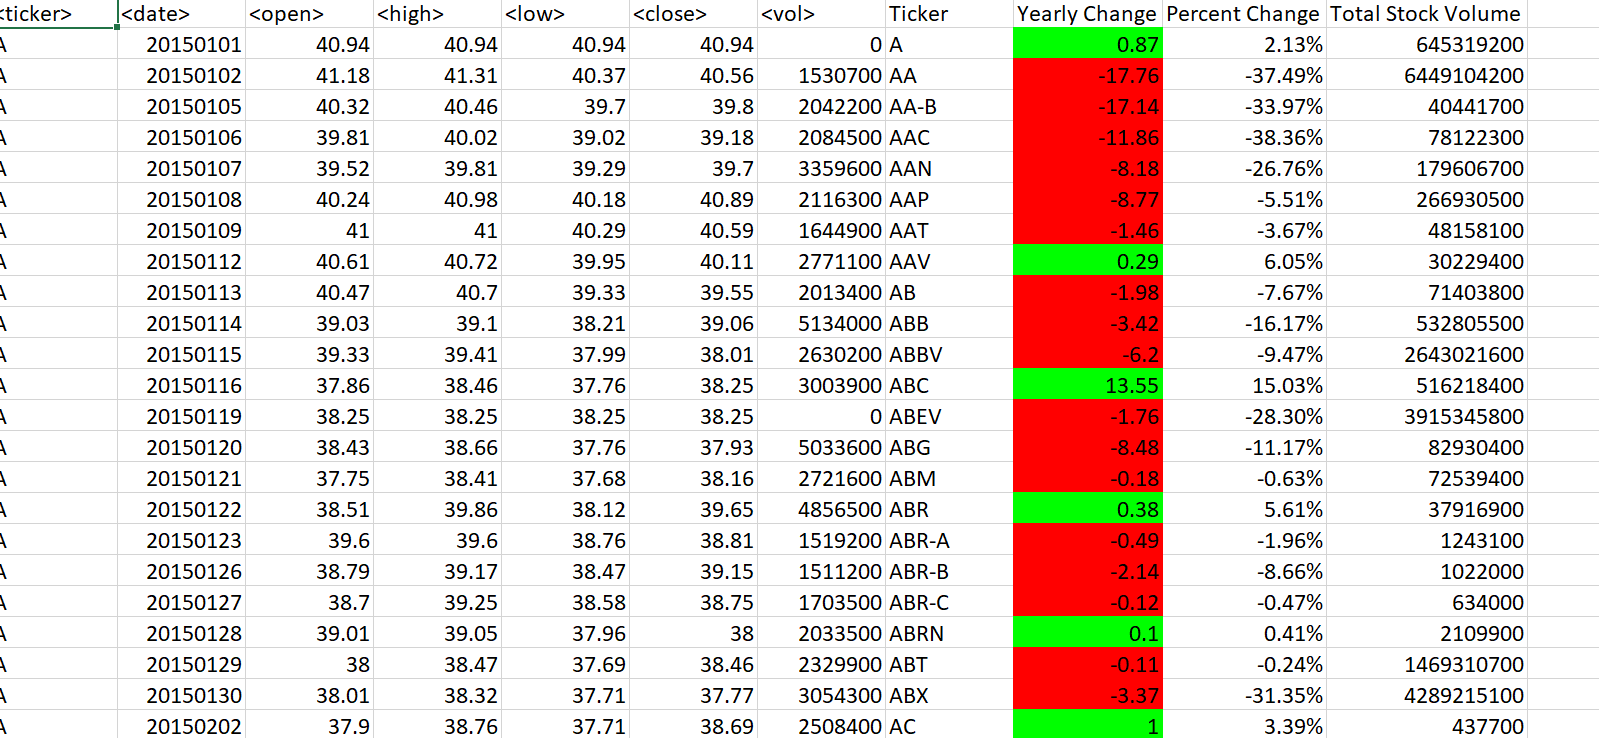 <ticker> <date> <open> <high> <low> <close> <vol> Ticker Yearly Change Percent Change Total Stock Volume
A 20150101 40.94 40.94 40.94 40.94 0 A 0.87 2.13% 645319200
A 20150102 41.18 41.31 40.37 40.56 1530700 AA -17.76 -37.49% 6449104200
A 20150105 40.32 40.46 39.7 39.8 2042200 AA-B -17.14 -33.97% 40441700
A 20150106 39.81 40.02 39.02 39.18 2084500 AAC -11.86 -38.36% 78122300
A 20150107 39.52 39.81 39.29 39.7 3359600 AAN -8.18 -26.76% 179606700
A 20150108 40.24 40.98 40.18 40.89 2116300 AAP -8.77 -5.51% 266930500
A 20150109 41 41 40.29 40.59 1644900 AAT -1.46 -3.67% 48158100
A 20150112 40.61 40.72 39.95 40.11 2771100 AAV 0.29 6.05% 30229400
A 20150113 40.47 40.7 39.33 39.55 2013400 AB -1.98 -7.67% 71403800
A 20150114 39.03 39.1 38.21 39.06 5134000 ABB -3.42 -16.17% 532805500
A 20150115 39.33 39.41 37.99 38.01 2630200 ABBV -6.2 -9.47% 2643021600
A 20150116 37.86 38.46 37.76 38.25 3003900 ABC 13.55 15.03% 516218400
A 20150119 38.25 38.25 38.25 38.25 0 ABEV -1.76 -28.30% 3915345800
A 20150120 38.43 38.66 37.76 37.93 5033600 ABG -8.48 -11.17% 82930400
A 20150121 37.75 38.41 37.68 38.16 2721600 ABM -0.18 -0.63% 72539400
A 20150122 38.51 39.86 38.12 39.65 4856500 ABR 0.38 5.61% 37916900
A 20150123 39.6 39.6 38.76 38.81 1519200 ABR-A -0.49 -1.96% 1243100
A 20150126 38.79 39.17 38.47 39.15 1511200 ABR-B -2.14 -8.66% 1022000
A 20150127 38.7 39.25 38.58 38.75 1703500 ABR-C -0.12 -0.47% 634000
A 20150128 39.01 39.05 37.96 38 2033500 ABRN 0.1 0.41% 2109900
A 20150129 38 38.47 37.69 38.46 2329900 ABT -0.11 -0.24% 1469310700
A 20150130 38.01 38.32 37.71 37.77 3054300 ABX -3.37 -31.35% 4289215100
A 20150202 37.9 38.76 37.71 38.69 2508400 AC 1 3.39% 437700